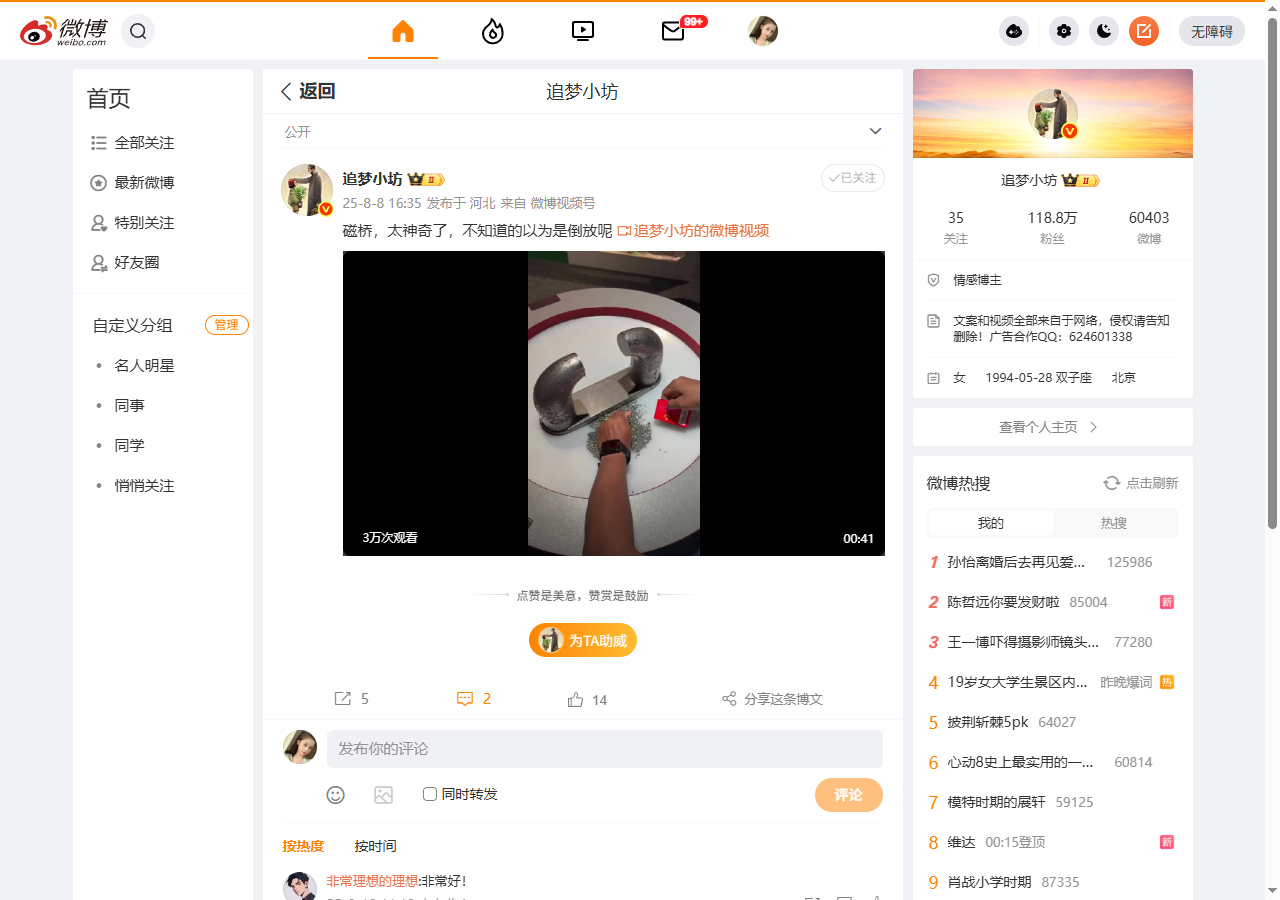 微博
weibo.com
99+
无障碍
首页
全部关注
最新微博
特别关注
好友圈
自定义分组 管理
名人明星
同事
同学
悄悄关注
返回 追梦小坊
公开
追梦小坊 II
已关注
25-8-8 16:35 发布于 河北 来自 微博视频号
磁桥，太神奇了，不知道的以为是倒放呢 追梦小坊的微博视频
3万次观看 00:41
点赞是美意，赞赏是鼓励
为TA助威
5 2 14 分享这条博文
发布你的评论
同时转发 评论
按热度 按时间
非常理想的理想:非常好！
追梦小坊 II
35 118.8万 60403
关注 粉丝 微博
情感博主
文案和视频全部来自于网络，侵权请告知
删除！广告合作QQ：624601338
女 1994-05-28 双子座 北京
查看个人主页
微博热搜 点击刷新
我的 热搜
1 孙怡离婚后去再见爱... 125986
2 陈哲远你要发财啦 85004 新
3 王一博吓得摄影师镜头... 77280
4 19岁女大学生景区内... 昨晚爆词 热
5 披荆斩棘5pk 64027
6 心动8史上最实用的一... 60814
7 模特时期的展轩 59125
8 维达 00:15登顶 新
9 肖战小学时期 87335